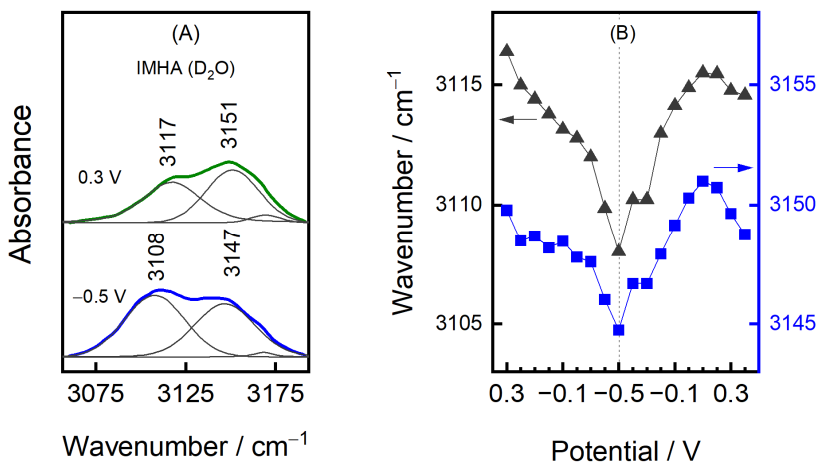 (A)
IMHA (D₂O)
3117
3151
0.3 V
3108
3147
−0.5 V
Absorbance
3075 3125 3175
Wavenumber / cm⁻¹
(B)
3115
3110
3105
Wavenumber / cm⁻¹
3155
3150
3145
0.3 −0.1 −0.5 −0.1 0.3
Potential / V